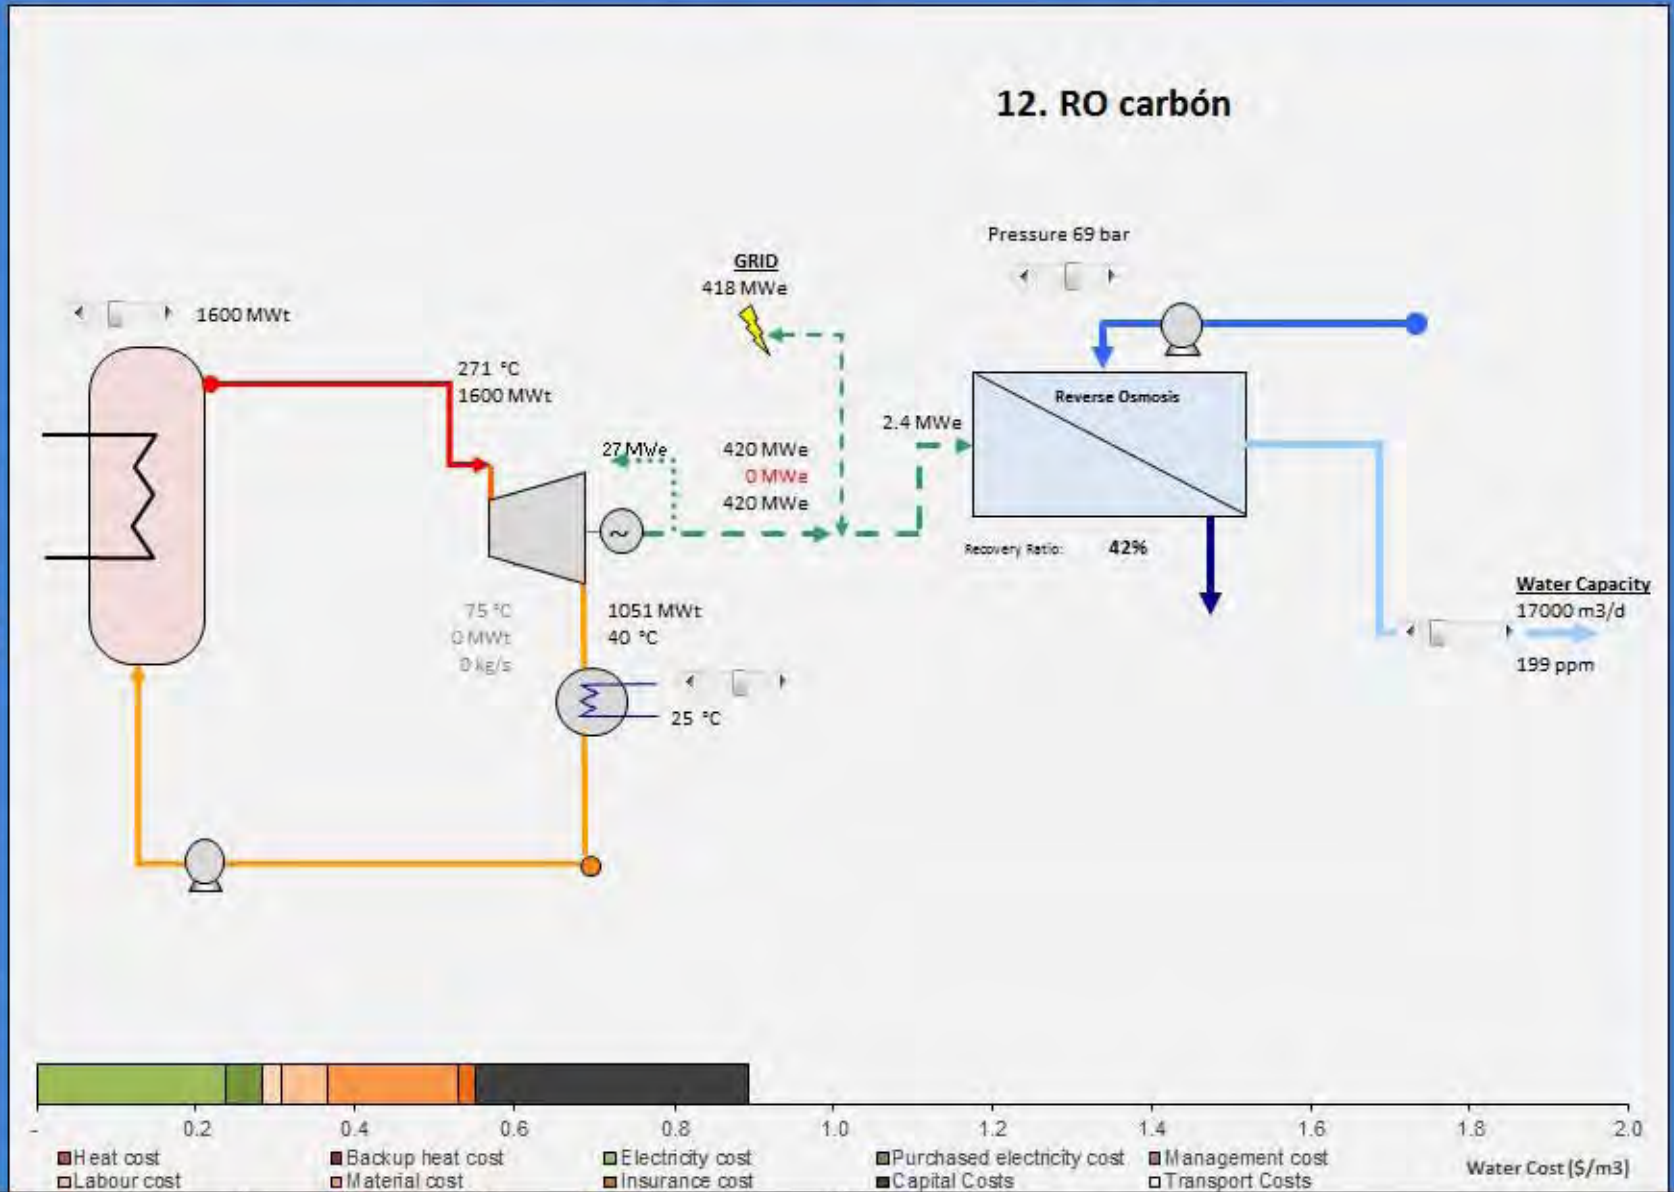 12. RO carbón
Pressure 69 bar
GRID
418 MWe
1600 MWt
271 °C
1600 MWt
Reverse Osmosis
2.4 MWe
27 MWe
420 MWe
0 MWe
420 MWe
~
Recovery Ratio: 42%
Water Capacity
17000 m3/d
199 ppm
75 °C
0 MWt
0 kg/s
1051 MWt
40 °C
25 °C
- 0.2 0.4 0.6 0.8 1.0 1.2 1.4 1.6 1.8 2.0
Heat cost Backup heat cost Electricity cost Purchased electricity cost Management cost
Labour cost Material cost Insurance cost Capital Costs Transport Costs
Water Cost [$/m3]